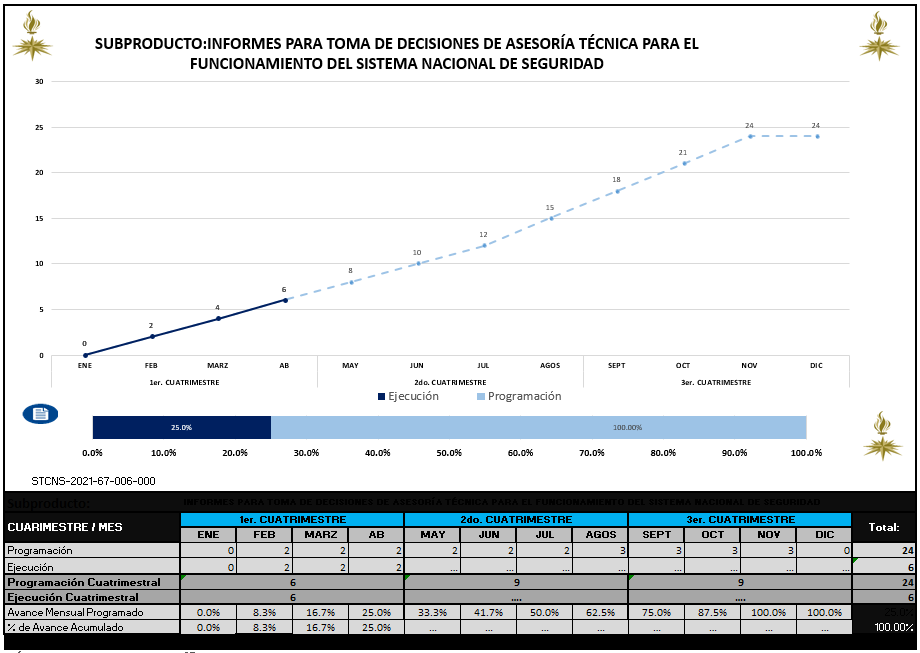 SUBPRODUCTO:INFORMES PARA TOMA DE DECISIONES DE ASESORÍA TÉCNICA PARA EL
FUNCIONAMIENTO DEL SISTEMA NACIONAL DE SEGURIDAD
30
25
20
15
10
5
0
0 2 4 6 8 10 12 15 18 21 24 24
ENE FEB MARZ AB MAY JUN JUL AGOS SEPT OCT NOV DIC
1er. CUATRIMESTRE 2do. CUATRIMESTRE 3er. CUATRIMESTRE
Ejecución Programación
25.0% 100.00%
0.0% 10.0% 20.0% 30.0% 40.0% 50.0% 60.0% 70.0% 80.0% 90.0% 100.0%
STCNS-2021-67-006-000
Subproducto: INFORMES PARA TOMA DE DECISIONES DE ASESORÍA TÉCNICA PARA EL FUNCIONAMIENTO DEL SISTEMA NACIONAL DE SEGURIDAD
CUARIMESTRE / MES 1er. CUATRIMESTRE 2do. CUATRIMESTRE 3er. CUATRIMESTRE Total:
ENE FEB MARZ AB MAY JUN JUL AGOS SEPT OCT NOV DIC
Programación 0 2 2 2 2 2 2 3 3 3 3 0 24
Ejecución 0 2 2 2 ... ... ... ... ... ... ... ... 6
Programación Cuatrimestral 6 9 9 24
Ejecución Cuatrimestral 6 .... .... 6
Avance Mensual Programado 0.0% 8.3% 16.7% 25.0% 33.3% 41.7% 50.0% 62.5% 75.0% 87.5% 100.0% 100.0% 25.0%
% de Avance Acumulado 0.0% 8.3% 16.7% 25.0% ... ... ... ... ... ... ... ... 100.00%